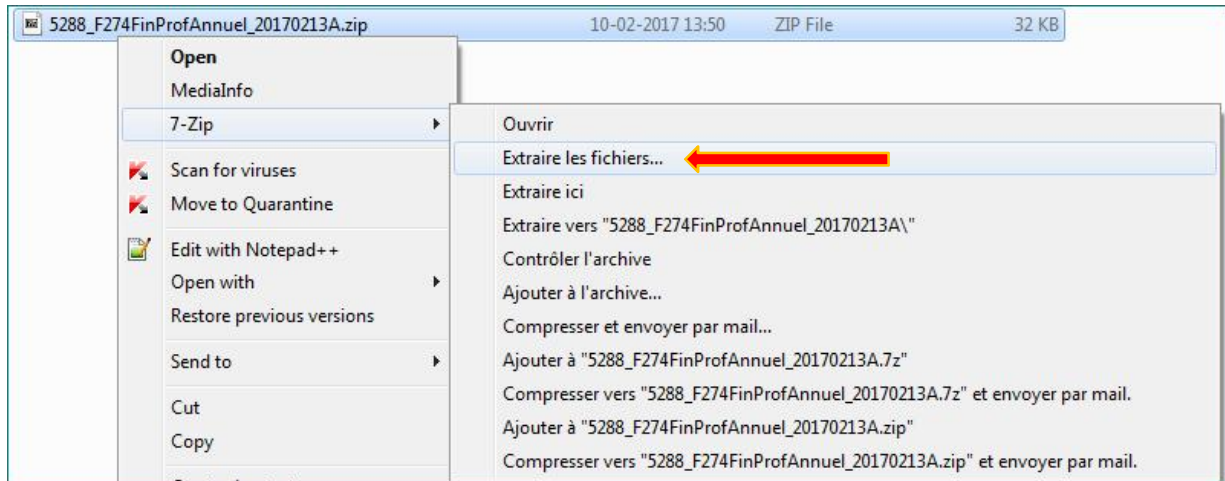 5288_F274FinProfAnnuel_20170213A.zip 10-02-2017 13:50 ZIP File 32 KB
Open
MediaInfo
7-Zip
Scan for viruses
Move to Quarantine
Edit with Notepad++
Open with
Restore previous versions
Send to
Cut
Copy
Ouvrir
Extraire les fichiers...
Extraire ici
Extraire vers "5288_F274FinProfAnnuel_20170213A\"
Contrôler l'archive
Ajouter à l'archive...
Compresser et envoyer par mail...
Ajouter à "5288_F274FinProfAnnuel_20170213A.7z"
Compresser vers "5288_F274FinProfAnnuel_20170213A.7z" et envoyer par mail.
Ajouter à "5288_F274FinProfAnnuel_20170213A.zip"
Compresser vers "5288_F274FinProfAnnuel_20170213A.zip" et envoyer par mail.